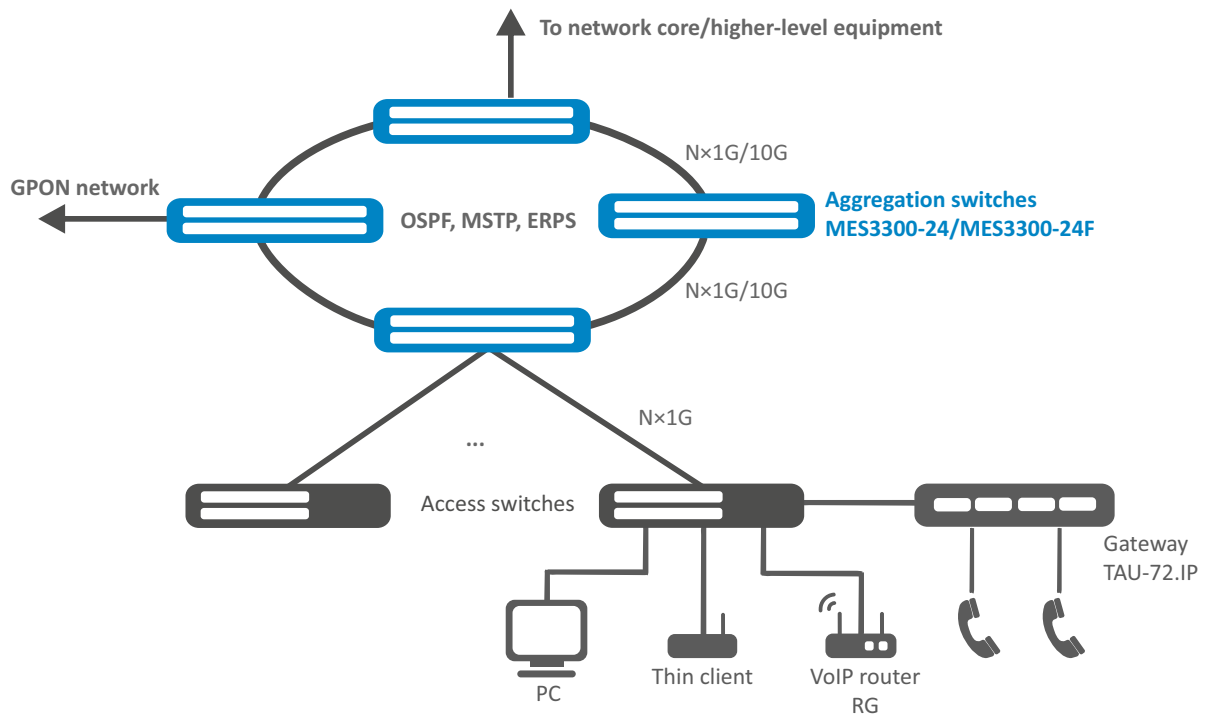 To network core/higher-level equipment
N×1G/10G
GPON network
OSPF, MSTP, ERPS
Aggregation switches
MES3300-24/MES3300-24F
N×1G/10G
N×1G
...
Access switches
Gateway
TAU-72.IP
PC
Thin client
VoIP router
RG